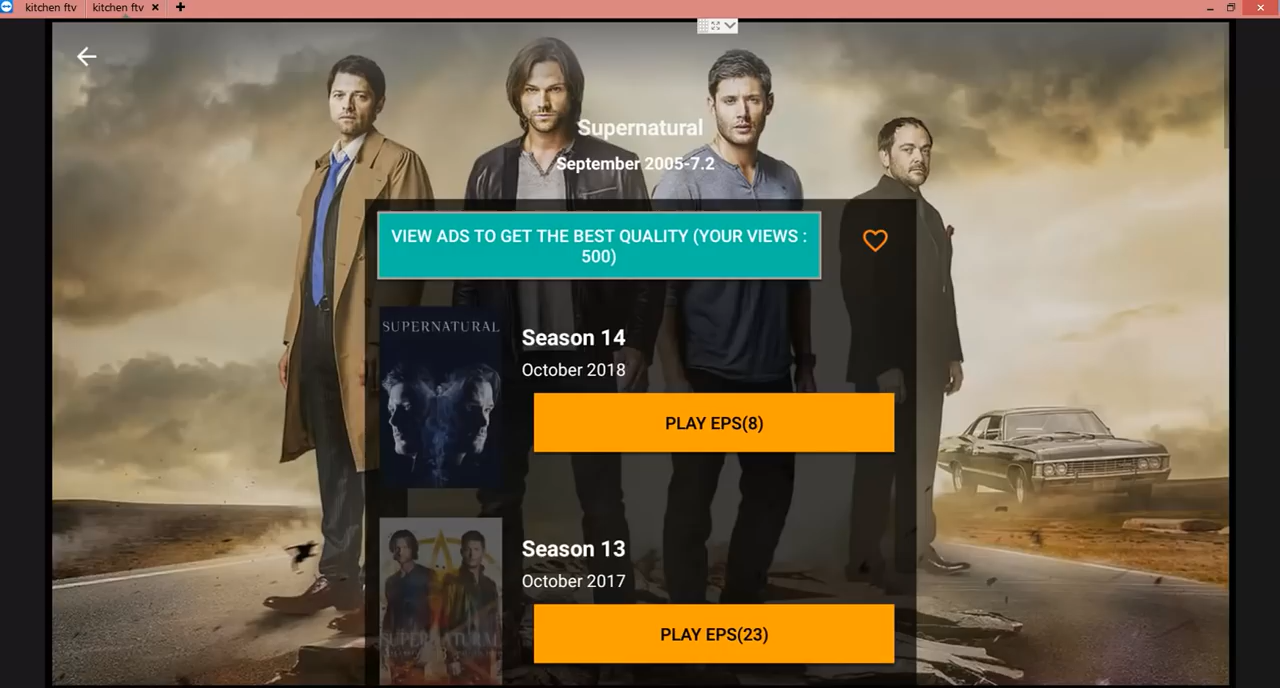 kitchen ftv
kitchen ftv
Supernatural
September 2005-7.2
VIEW ADS TO GET THE BEST QUALITY (YOUR VIEWS :
500)
SUPERNATURAL
Season 14
October 2018
PLAY EPS(8)
SUPERNATURAL
Season 13
October 2017
PLAY EPS(23)